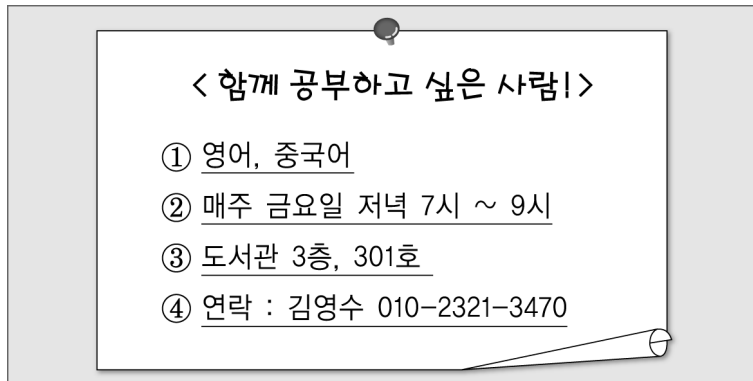 < 함께 공부하고 싶은 사람!>
① 영어, 중국어
② 매주 금요일 저녁 7시 ~ 9시
③ 도서관 3층, 301호
④ 연락 : 김영수 010-2321-3470